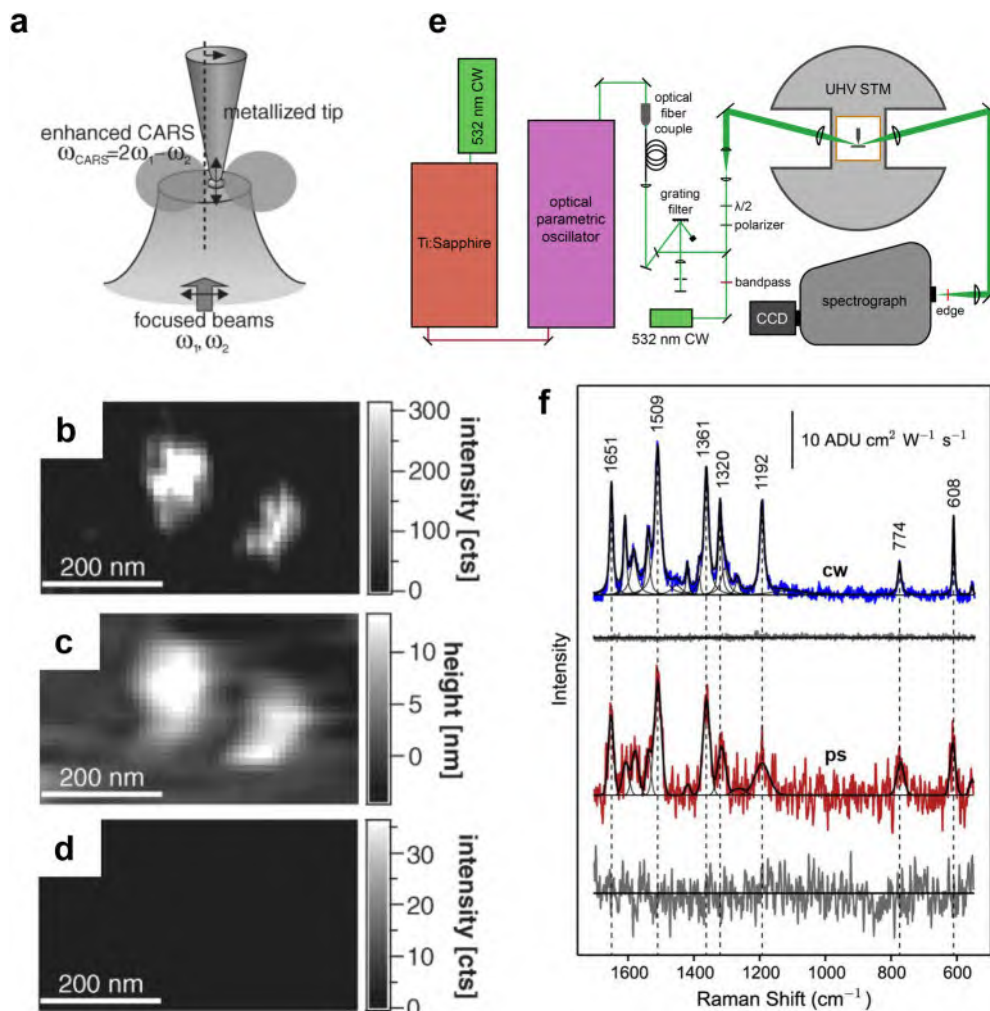 a
metallized tip
enhanced CARS
ω_CARS=2ω₁−ω₂
focused beams
ω₁, ω₂
e
532 nm CW
Ti:Sapphire
optical
parametric
oscillator
optical
fiber
couple
grating
filter
λ/2
polarizer
bandpass
532 nm CW
UHV STM
spectrograph
CCD
edge
b
200 nm
300
200
100
0
intensity [cts]
c
200 nm
10
5
0
height [nm]
d
200 nm
30
20
10
0
intensity [cts]
f
1651
1509
1361
1320
1192
774
608
10 ADU cm² W⁻¹ s⁻¹
cw
ps
Intensity
1600
1400
1200
1000
800
600
Raman Shift (cm⁻¹)